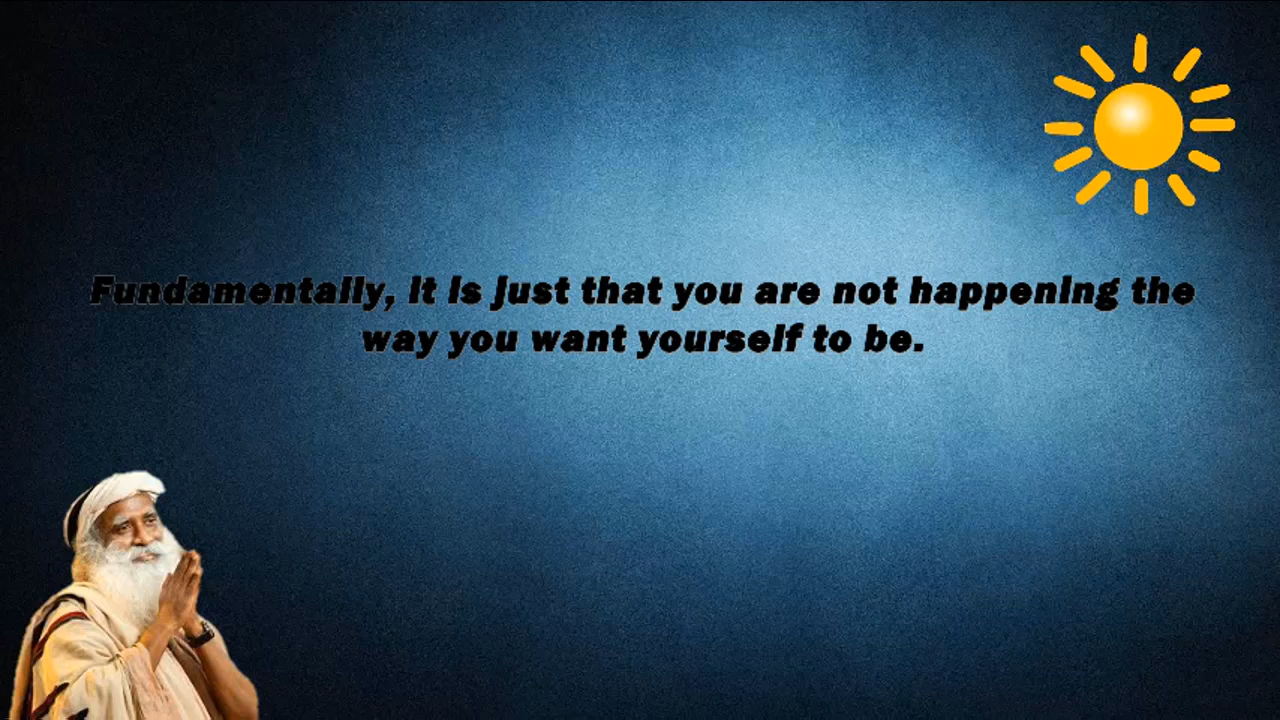 Fundamentally, it is just that you are not happening the
way you want yourself to be.